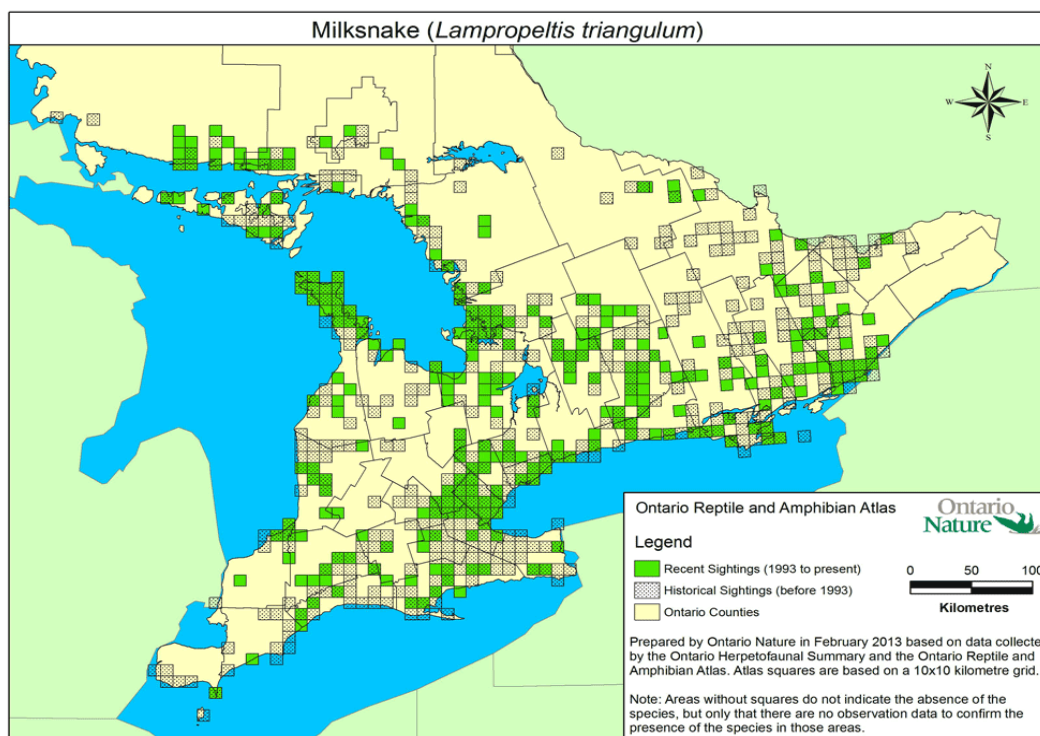 Milksnake (Lampropeltis triangulum)
N
W E
S
Ontario Reptile and Amphibian Atlas
Ontario
Nature
Legend
Recent Sightings (1993 to present)
Historical Sightings (before 1993)
Ontario Counties
0 50 100
Kilometres
Prepared by Ontario Nature in February 2013 based on data collecte
by the Ontario Herpetofaunal Summary and the Ontario Reptile and
Amphibian Atlas. Atlas squares are based on a 10x10 kilometre grid.
Note: Areas without squares do not indicate the absence of the
species, but only that there are no observation data to confirm the
presence of the species in those areas.